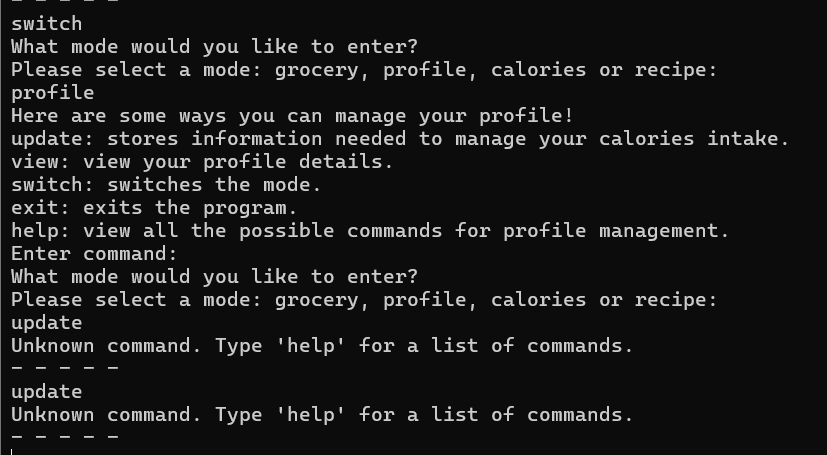 - - - - -
switch
What mode would you like to enter?
Please select a mode: grocery, profile, calories or recipe:
profile
Here are some ways you can manage your profile!
update: stores information needed to manage your calories intake.
view: view your profile details.
switch: switches the mode.
exit: exits the program.
help: view all the possible commands for profile management.
Enter command:
What mode would you like to enter?
Please select a mode: grocery, profile, calories or recipe:
update
Unknown command. Type 'help' for a list of commands.
- - - - -
update
Unknown command. Type 'help' for a list of commands.
- - - - -